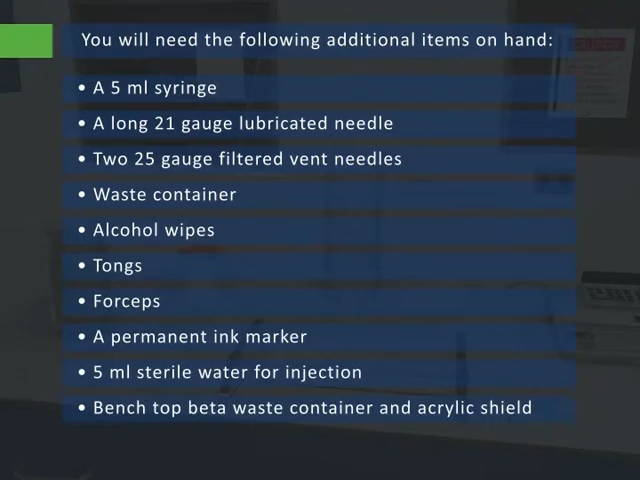 You will need the following additional items on hand:
• A 5 ml syringe
• A long 21 gauge lubricated needle
• Two 25 gauge filtered vent needles
• Waste container
• Alcohol wipes
• Tongs
• Forceps
• A permanent ink marker
• 5 ml sterile water for injection
• Bench top beta waste container and acrylic shield